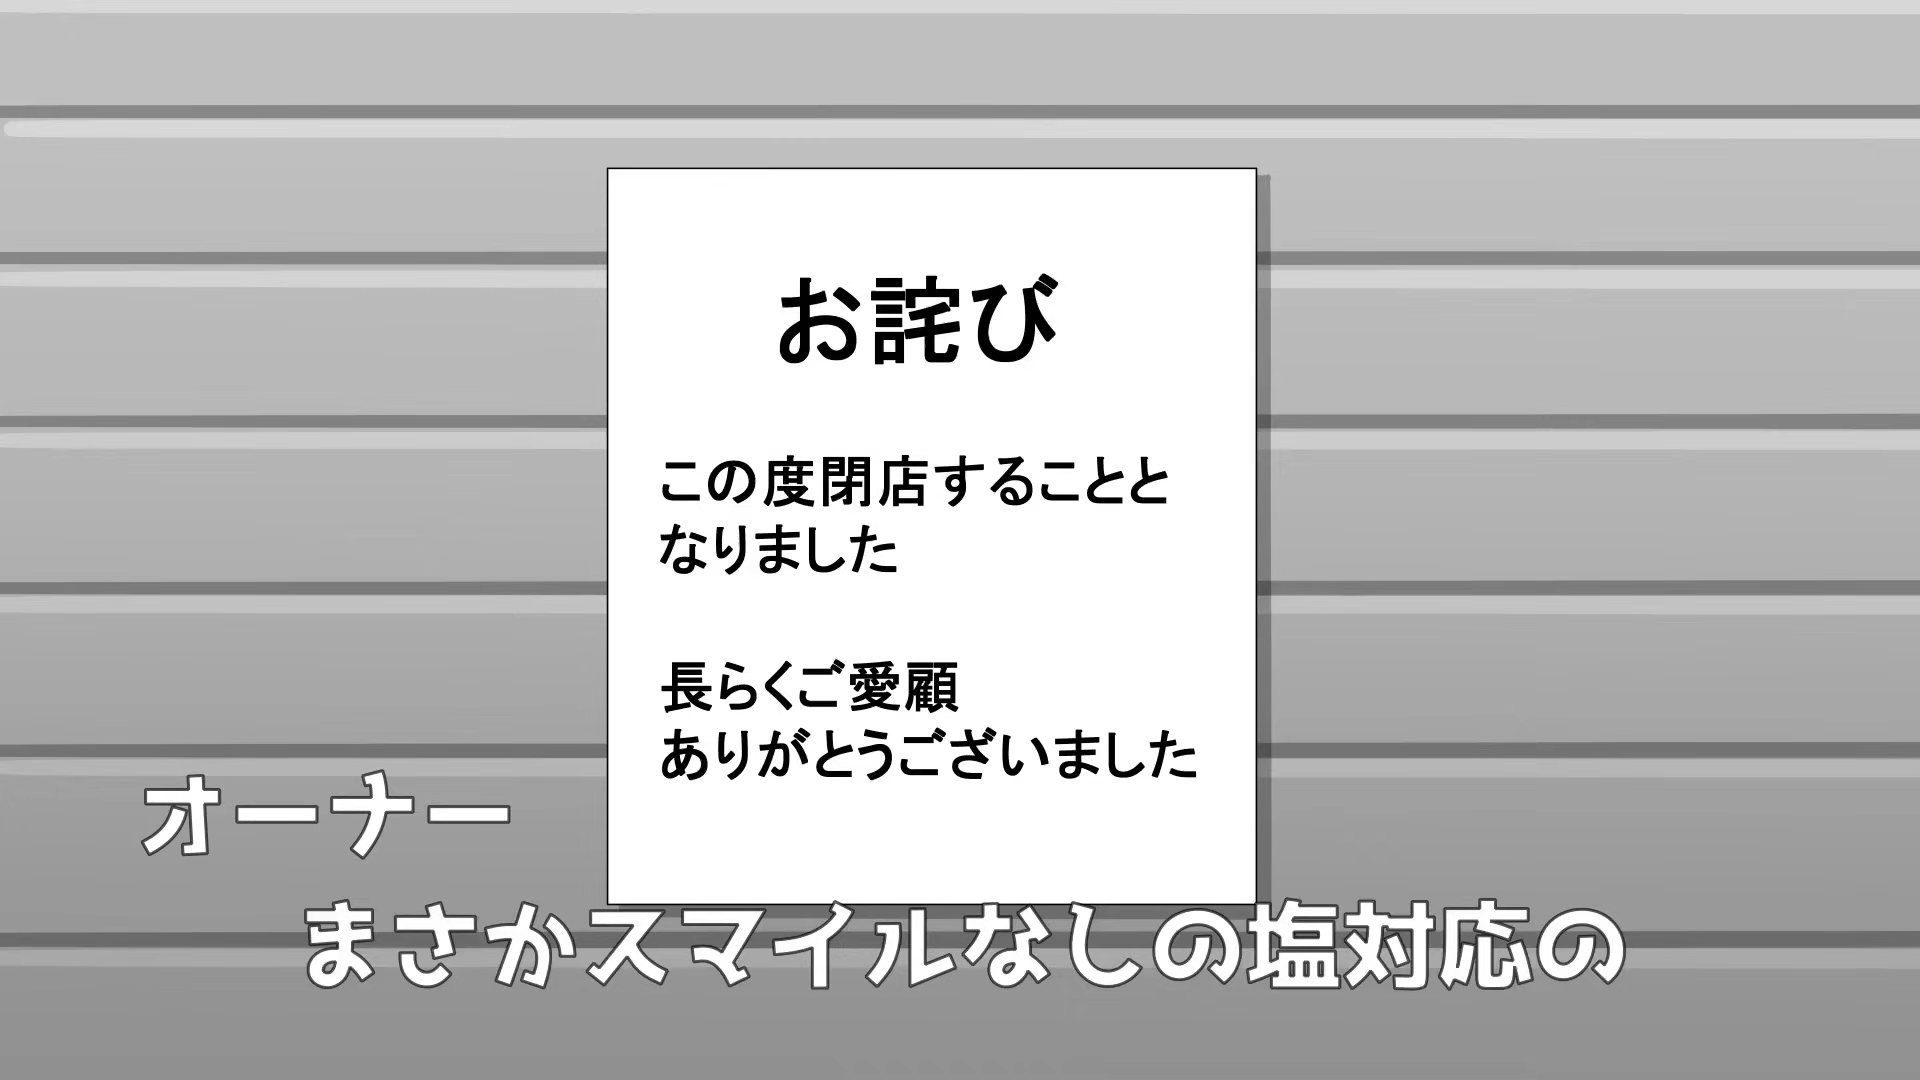 お詫び
この度閉店することと
なりました
長らくご愛顧
ありがとうございました
オーナー
まさかスマイルなしの塩対応の